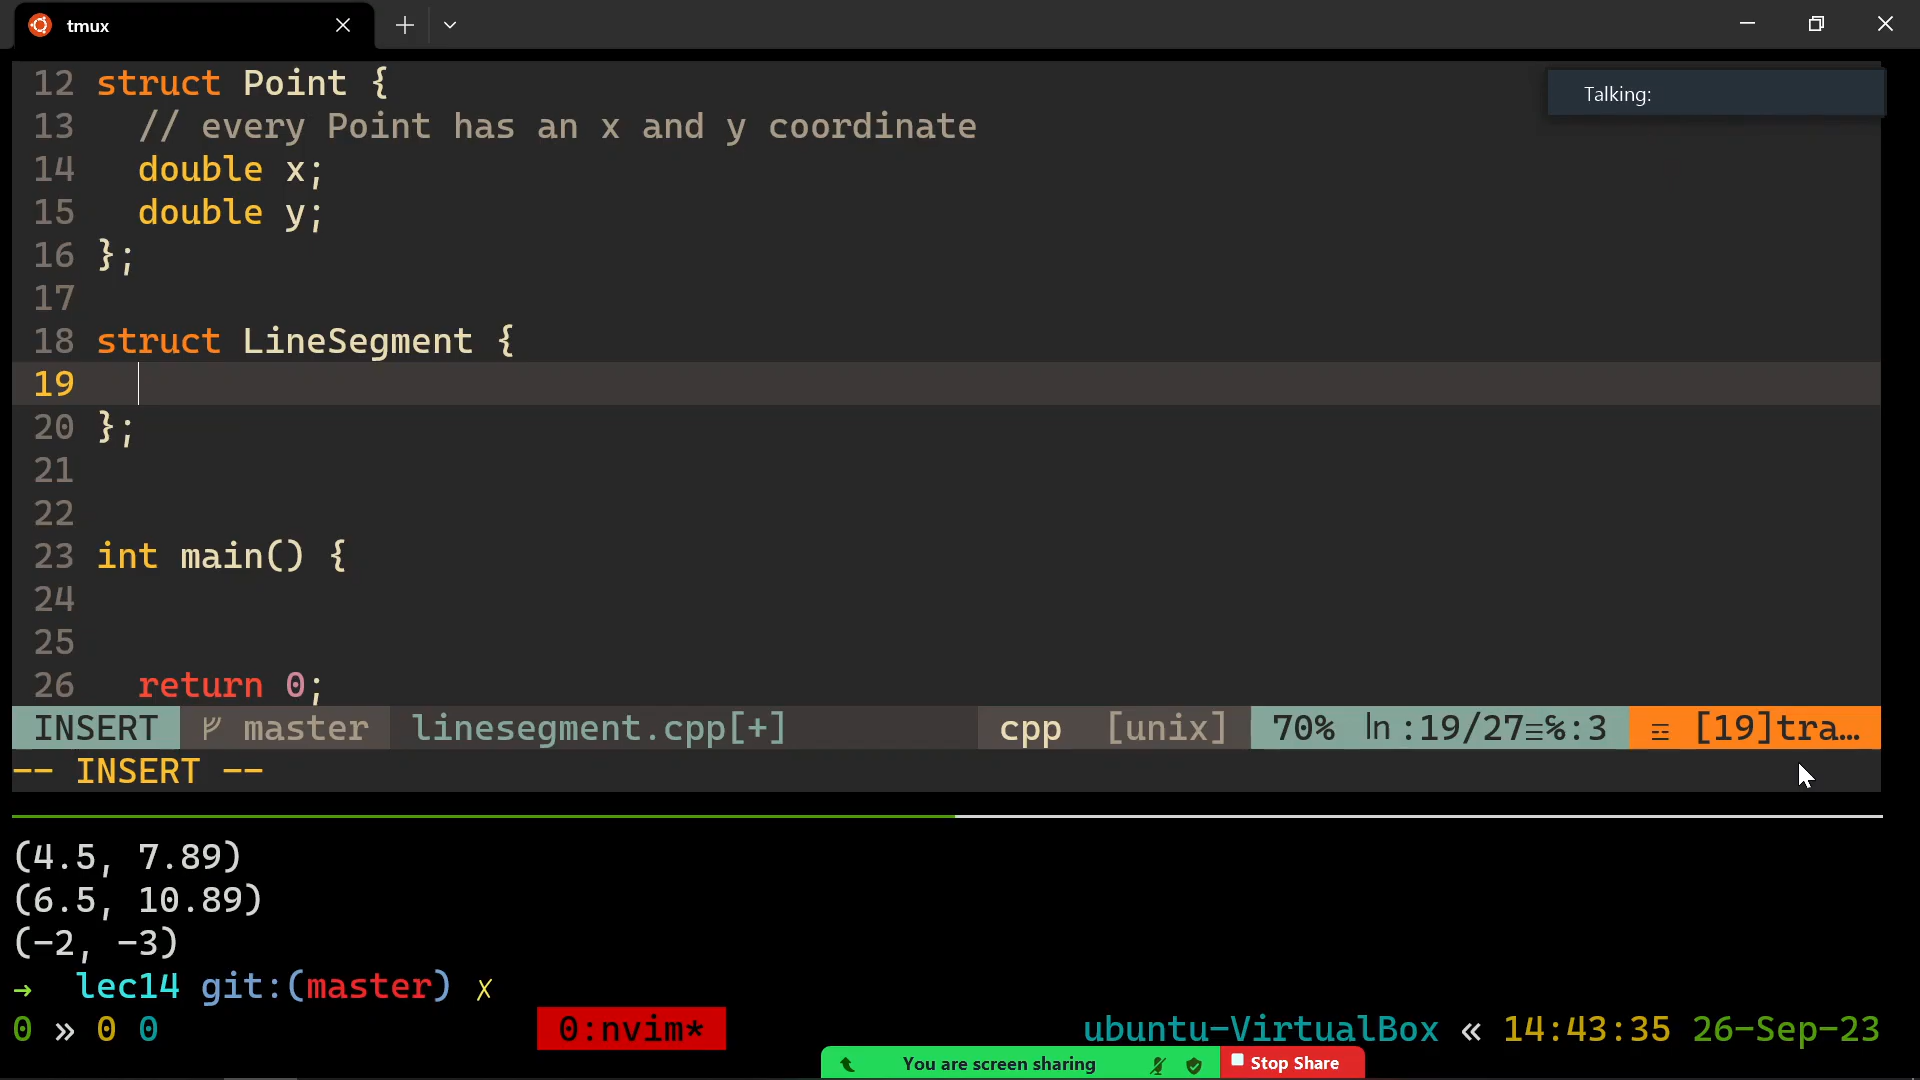 tmux
12 struct Point {
Talking:
13   // every Point has an x and y coordinate
14   double x;
15   double y;
16 };
17
18 struct LineSegment {
19
20 };
21
22
23 int main() {
24
25
26   return 0;
INSERT master linesegment.cpp[+] cpp [unix] 70% ln :19/27≡%:3 ☲ [19]tra…
-- INSERT --
(4.5, 7.89)
(6.5, 10.89)
(-2, -3)
→ lec14 git:(master) ✗
0 » 0 0 0:nvim* ubuntu-VirtualBox « 14:43:35 26-Sep-23
You are screen sharing Stop Share